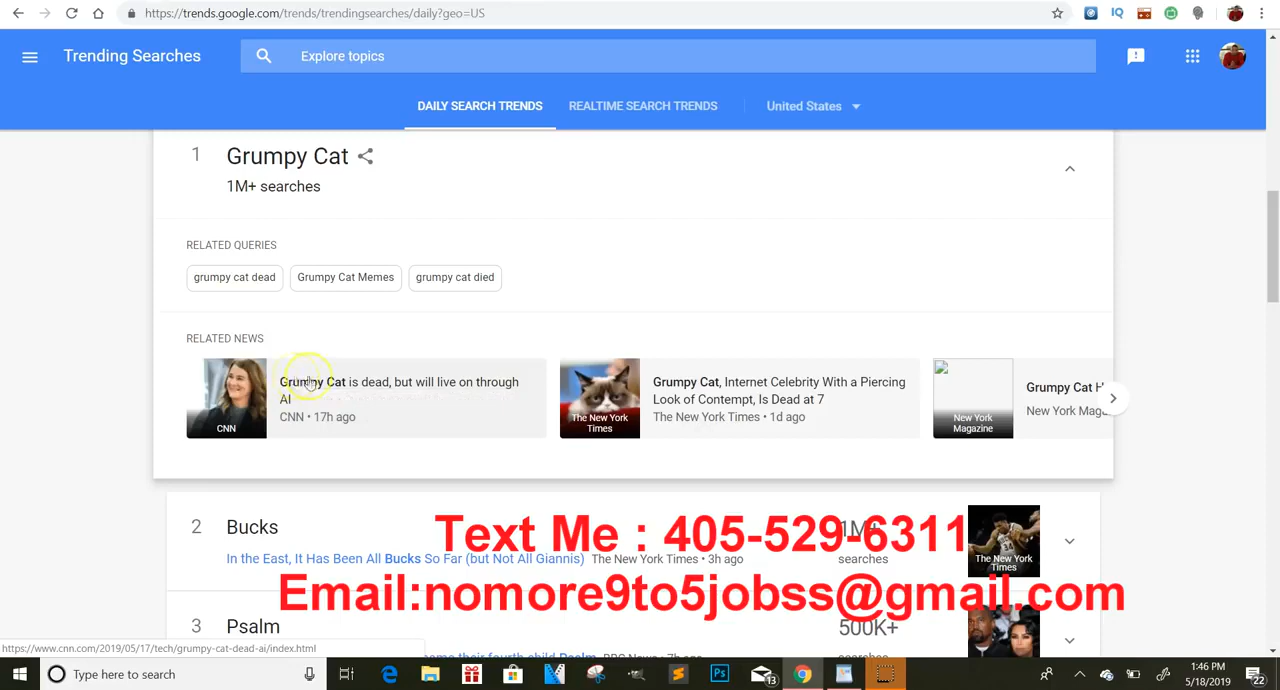 https://trends.google.com/trends/trendingsearches/daily?geo=US
Trending Searches
Explore topics
DAILY SEARCH TRENDS
REALTIME SEARCH TRENDS
United States
1
Grumpy Cat
1M+ searches
RELATED QUERIES
grumpy cat dead
Grumpy Cat Memes
grumpy cat died
RELATED NEWS
CNN
Grumpy Cat is dead, but will live on through
AI
CNN • 17h ago
The New York
Times
Grumpy Cat, Internet Celebrity With a Piercing
Look of Contempt, Is Dead at 7
The New York Times • 1d ago
New York
Magazine
Grumpy Cat
New York
2
Bucks
In the East, It Has Been All Bucks So Far (but Not All Giannis) The New York Times • 3h ago
1M+
searches
The New York
Times
Text Me : 405-529-6311
Email:nomore9to5jobss@gmail.com
3
Psalm
500K+
https://www.cnn.com/2019/05/17/tech/grumpy-cat-dead-ai/index.html
Type here to search
Ps
13
1:46 PM
5/18/2019
22